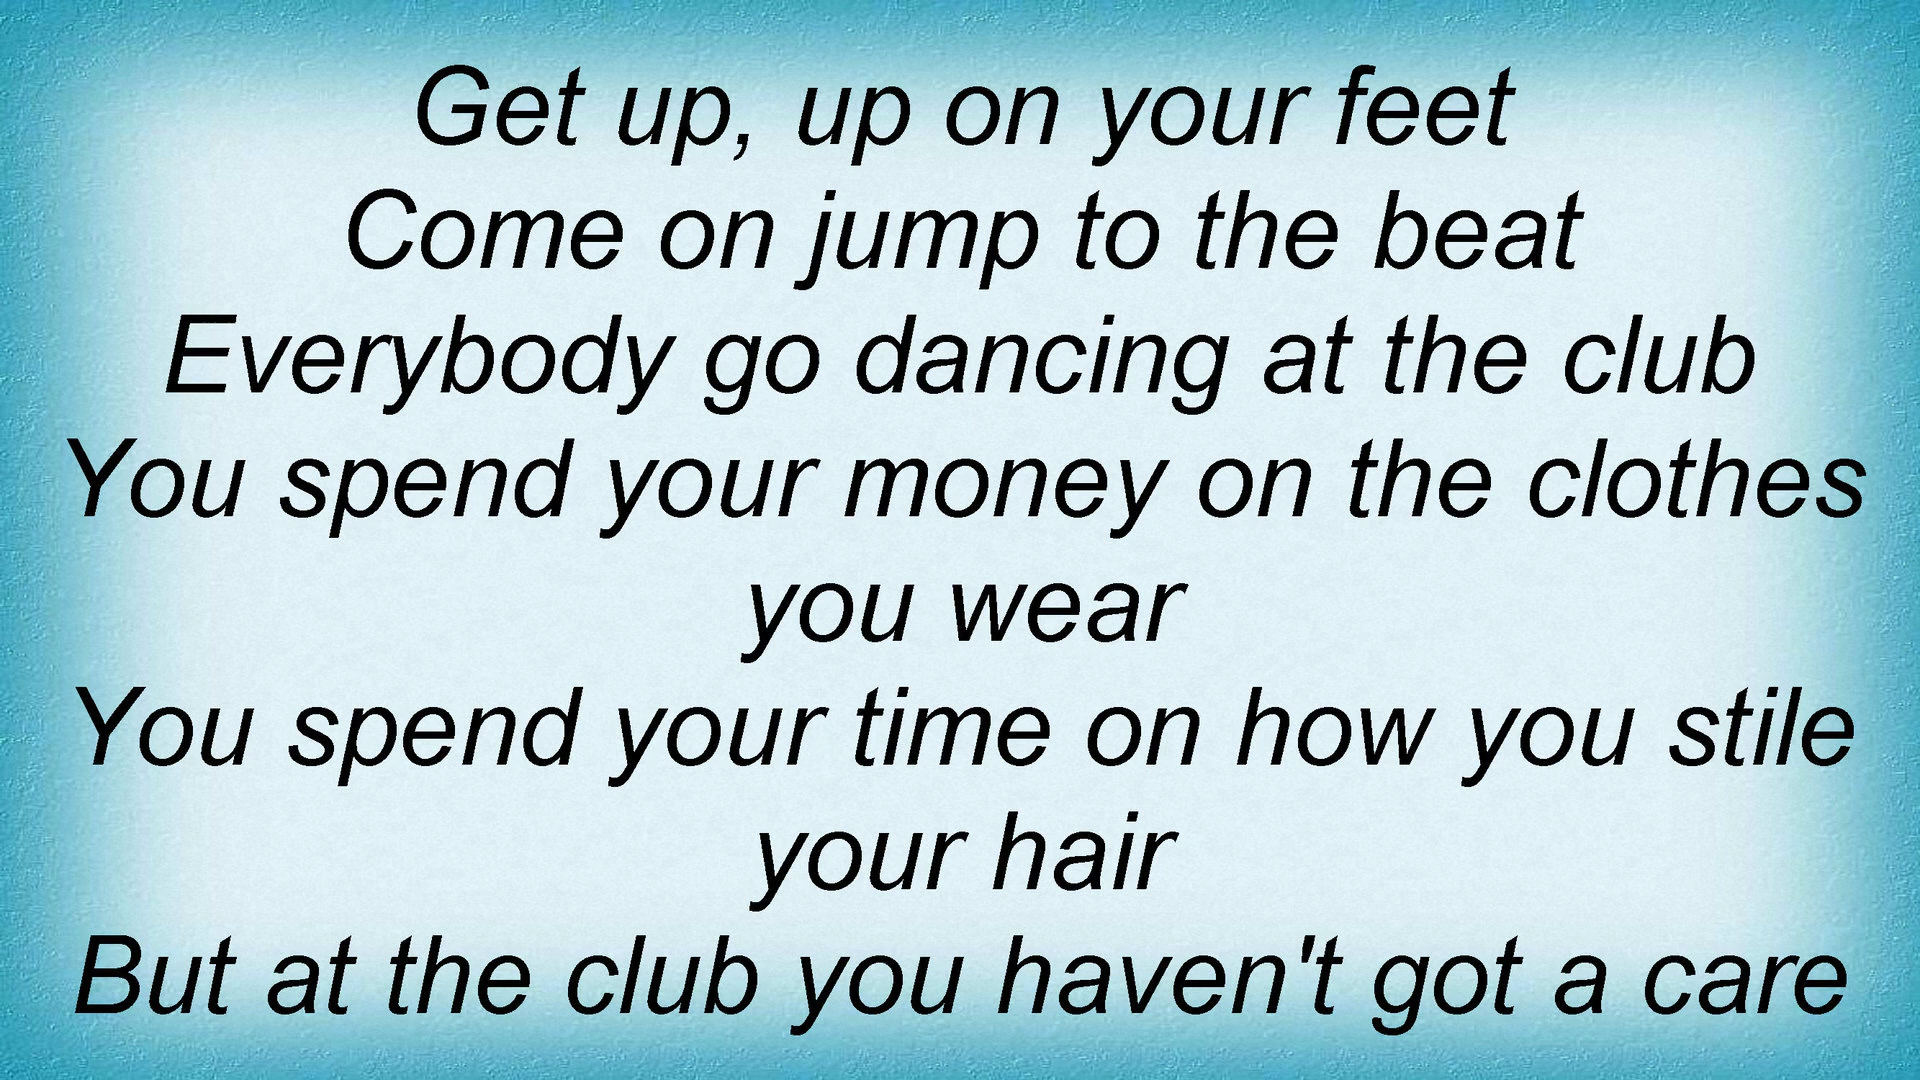 Get up, up on your feet
Come on jump to the beat
Everybody go dancing at the club
You spend your money on the clothes
you wear
You spend your time on how you stile
your hair
But at the club you haven't got a care